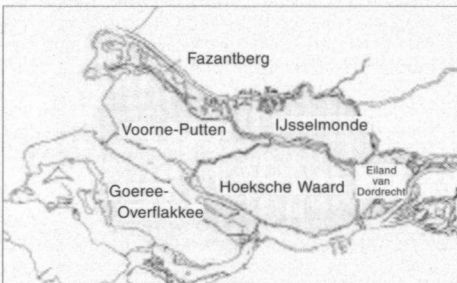 Fazantberg
Voorne-Putten
IJsselmonde
Goeree-
Overflakkee
Hoeksche Waard
Eiland
van
Dordrecht